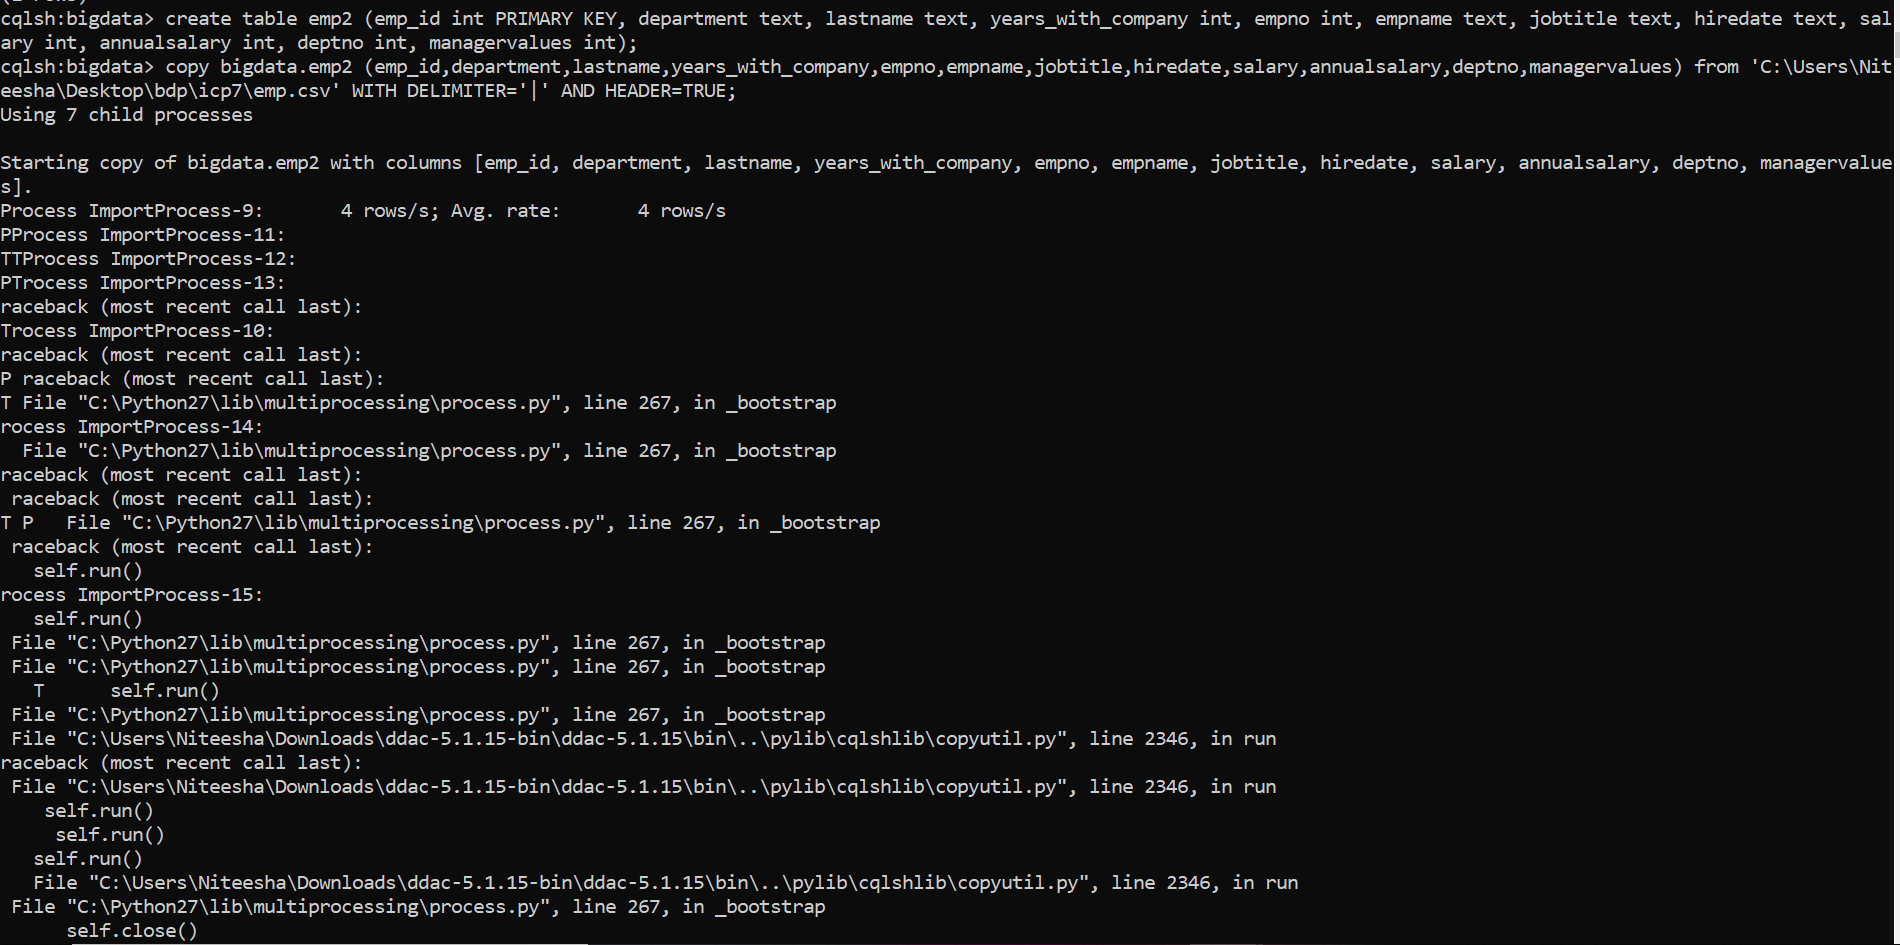 cqlsh:bigdata> create table emp2 (emp_id int PRIMARY KEY, department text, lastname text, years_with_company int, empno int, empname text, jobtitle text, hiredate text, sal
ary int, annualsalary int, deptno int, managervalues int);
cqlsh:bigdata> copy bigdata.emp2 (emp_id,department,lastname,years_with_company,empno,empname,jobtitle,hiredate,salary,annualsalary,deptno,managervalues) from 'C:\Users\Nit
eesha\Desktop\bdp\icp7\emp.csv' WITH DELIMITER='|' AND HEADER=TRUE;
Using 7 child processes

Starting copy of bigdata.emp2 with columns [emp_id, department, lastname, years_with_company, empno, empname, jobtitle, hiredate, salary, annualsalary, deptno, managervalue
s].
Process ImportProcess-9:       4 rows/s; Avg. rate:       4 rows/s
PProcess ImportProcess-11:
TTProcess ImportProcess-12:
PTrocess ImportProcess-13:
raceback (most recent call last):
Trocess ImportProcess-10:
raceback (most recent call last):
P raceback (most recent call last):
T File "C:\Python27\lib\multiprocessing\process.py", line 267, in _bootstrap
rocess ImportProcess-14:
  File "C:\Python27\lib\multiprocessing\process.py", line 267, in _bootstrap
raceback (most recent call last):
 raceback (most recent call last):
T P   File "C:\Python27\lib\multiprocessing\process.py", line 267, in _bootstrap
 raceback (most recent call last):
   self.run()
rocess ImportProcess-15:
   self.run()
 File "C:\Python27\lib\multiprocessing\process.py", line 267, in _bootstrap
 File "C:\Python27\lib\multiprocessing\process.py", line 267, in _bootstrap
   T      self.run()
 File "C:\Python27\lib\multiprocessing\process.py", line 267, in _bootstrap
 File "C:\Users\Niteesha\Downloads\ddac-5.1.15-bin\ddac-5.1.15\bin\..\pylib\cqlshlib\copyutil.py", line 2346, in run
raceback (most recent call last):
 File "C:\Users\Niteesha\Downloads\ddac-5.1.15-bin\ddac-5.1.15\bin\..\pylib\cqlshlib\copyutil.py", line 2346, in run
    self.run()
     self.run()
   self.run()
   File "C:\Users\Niteesha\Downloads\ddac-5.1.15-bin\ddac-5.1.15\bin\..\pylib\cqlshlib\copyutil.py", line 2346, in run
 File "C:\Python27\lib\multiprocessing\process.py", line 267, in _bootstrap
      self.close()